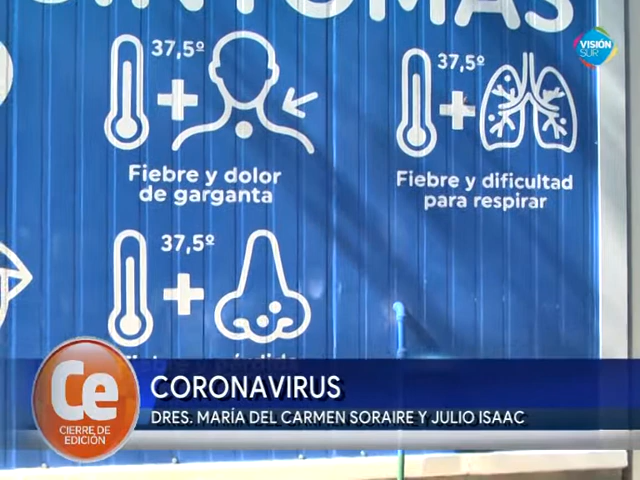 SÍNTOMAS
VISIÓN
SUR
37,5º
37,5º
Fiebre y dolor
de garganta
Fiebre y dificultad
para respirar
37,5º
Ce
CIERRE DE
EDICIÓN
CORONAVIRUS
DRES. MARÍA DEL CARMEN SORAIRE Y JULIO ISAAC